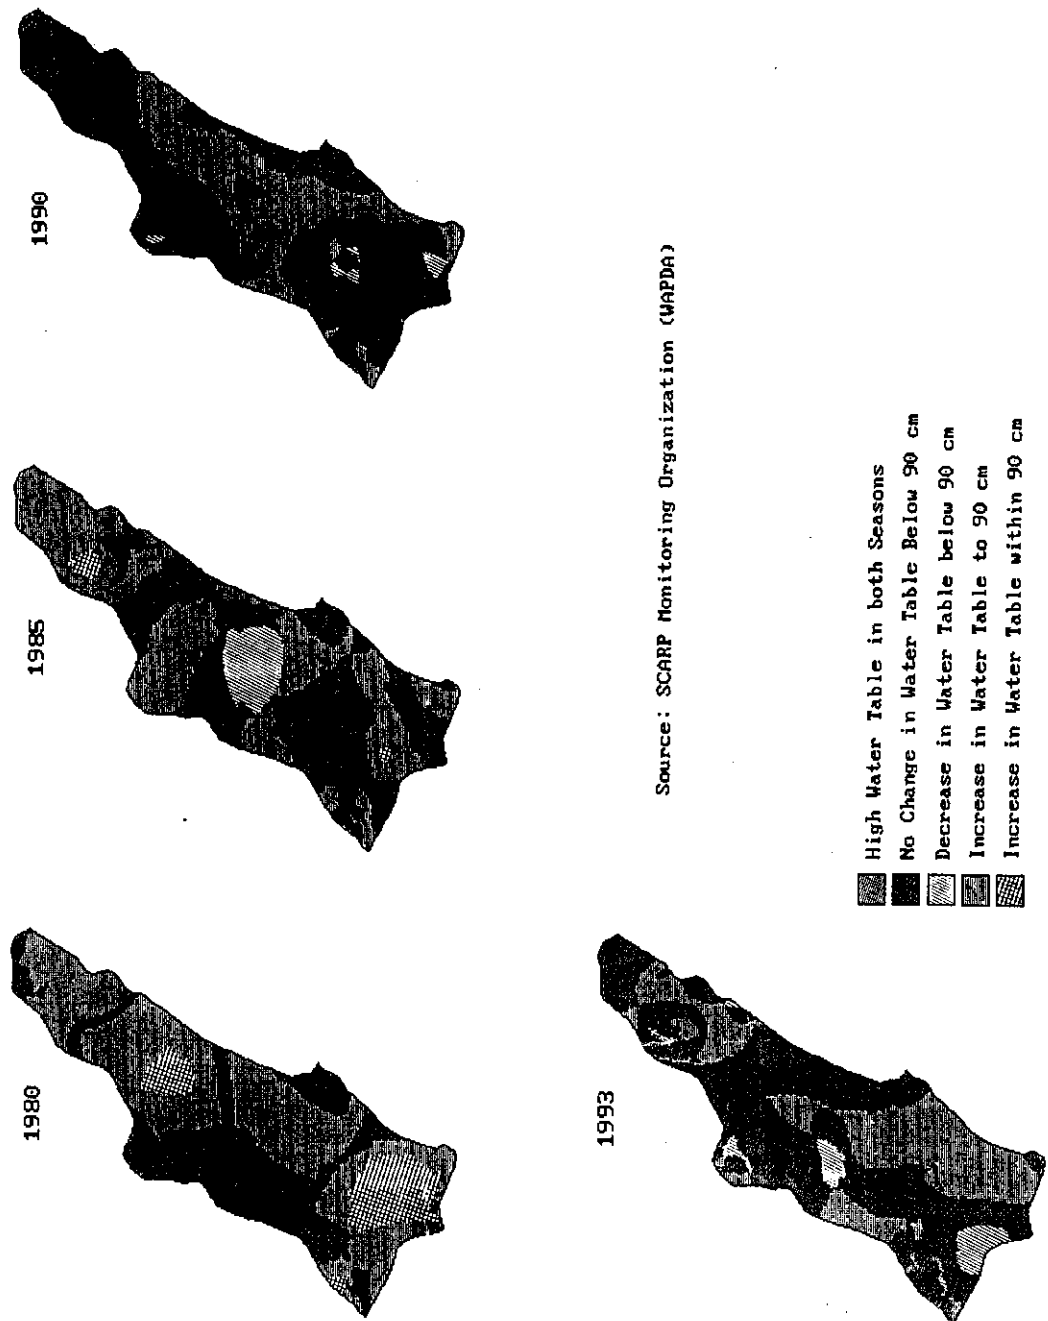 1980
1985
1990
1993
Source: SCARP Monitoring Organization (WAPDA)
High Water Table in both Seasons
No Change in Water Table Below 90 cm
Decrease in Water Table below 90 cm
Increase in Water Table to 90 cm
Increase in Water Table within 90 cm